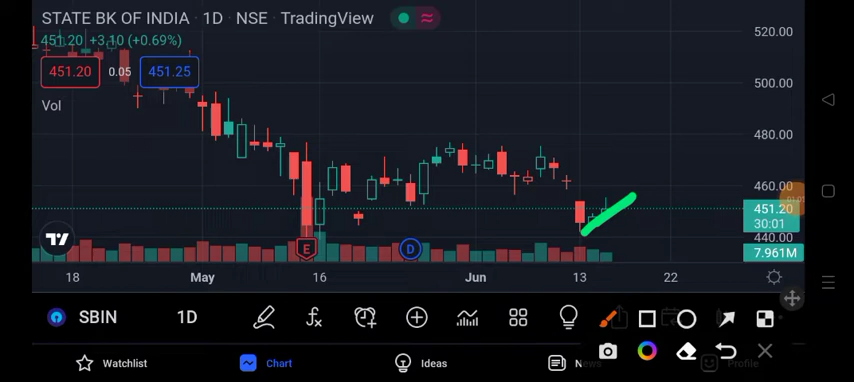 STATE BK OF INDIA · 1D · NSE · TradingView
451.20 +3.10 (+0.69%)
451.20 0.05 451.25
Vol
520.00
500.00
480.00
460.00
451.20
30.01
440.00
7.961M
E
D
18 May 16 Jun 13 22
SBIN 1D
Watchlist Chart Ideas News Profile